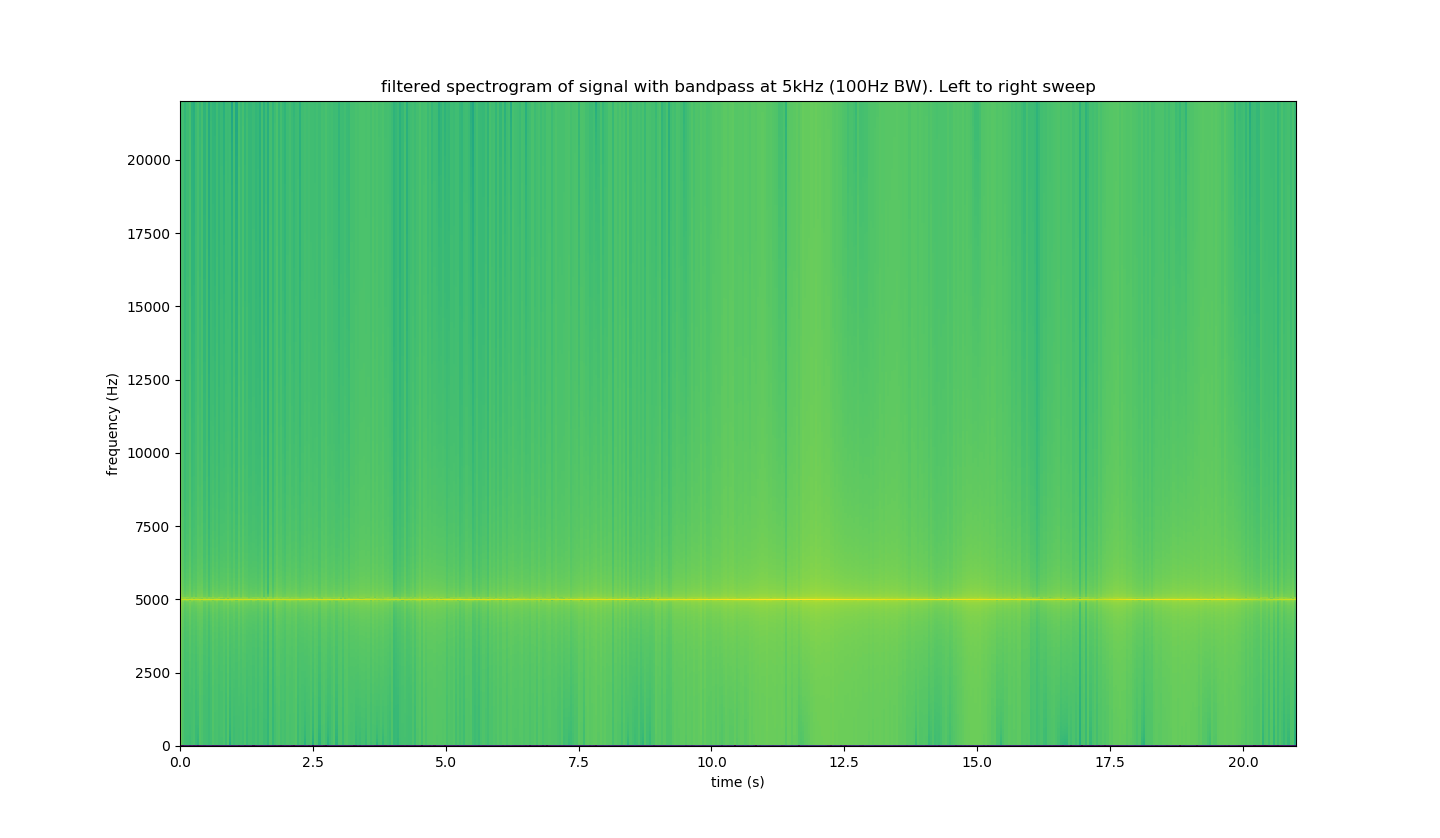 filtered spectrogram of signal with bandpass at 5kHz (100Hz BW). Left to right sweep
frequency (Hz)
20000
17500
15000
12500
10000
7500
5000
2500
0
0.0 2.5 5.0 7.5 10.0 12.5 15.0 17.5 20.0
time (s)